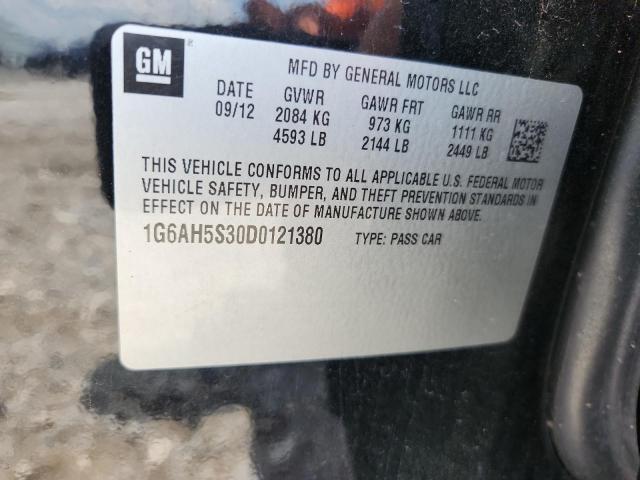 GM
MFD BY GENERAL MOTORS LLC
DATE GVWR GAWR FRT GAWR RR
09/12 2084 KG 973 KG 1111 KG
4593 LB 2144 LB 2449 LB
THIS VEHICLE CONFORMS TO ALL APPLICABLE U.S. FEDERAL MOTOR
VEHICLE SAFETY, BUMPER, AND THEFT PREVENTION STANDARDS IN
EFFECT ON THE DATE OF MANUFACTURE SHOWN ABOVE.
1G6AH5S30D0121380 TYPE: PASS CAR